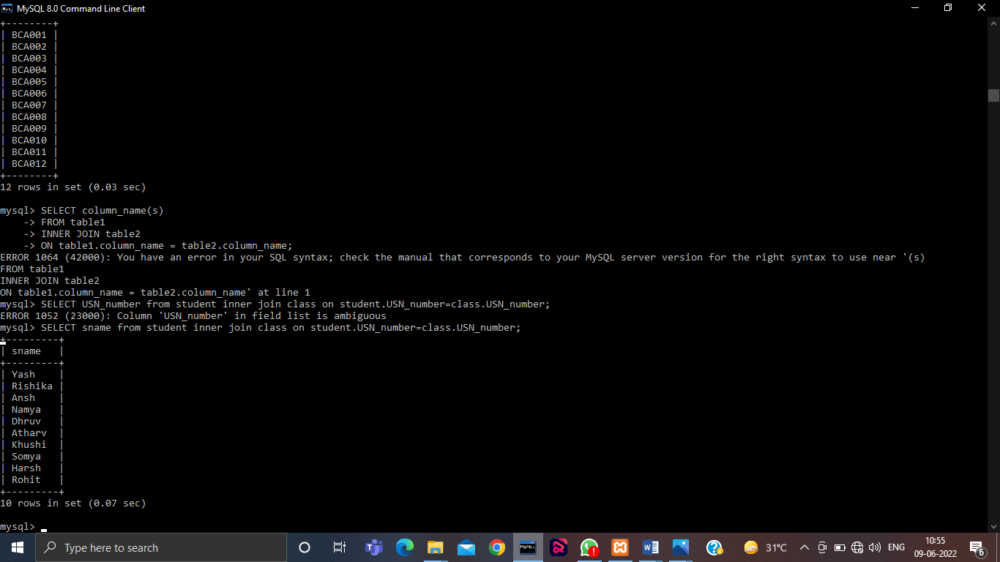 MySQL 8.0 Command Line Client
+--------+
| BCA001 |
| BCA002 |
| BCA003 |
| BCA004 |
| BCA005 |
| BCA006 |
| BCA007 |
| BCA008 |
| BCA009 |
| BCA010 |
| BCA011 |
| BCA012 |
+--------+
12 rows in set (0.03 sec)

mysql> SELECT column_name(s)
    -> FROM table1
    -> INNER JOIN table2
    -> ON table1.column_name = table2.column_name;
ERROR 1064 (42000): You have an error in your SQL syntax; check the manual that corresponds to your MySQL server version for the right syntax to use near '(s)
FROM table1
INNER JOIN table2
ON table1.column_name = table2.column_name' at line 1
mysql> SELECT USN_number from student inner join class on student.USN_number=class.USN_number;
ERROR 1052 (23000): Column 'USN_number' in field list is ambiguous
mysql> SELECT sname from student inner join class on student.USN_number=class.USN_number;
+---------+
| sname   |
+---------+
| Yash    |
| Rishika |
| Ansh    |
| Namya   |
| Dhruv   |
| Atharv  |
| Khushi  |
| Somya   |
| Harsh   |
| Rohit   |
+---------+
10 rows in set (0.07 sec)

mysql> _
Type here to search
31°C
ENG
10:55
09-06-2022
6